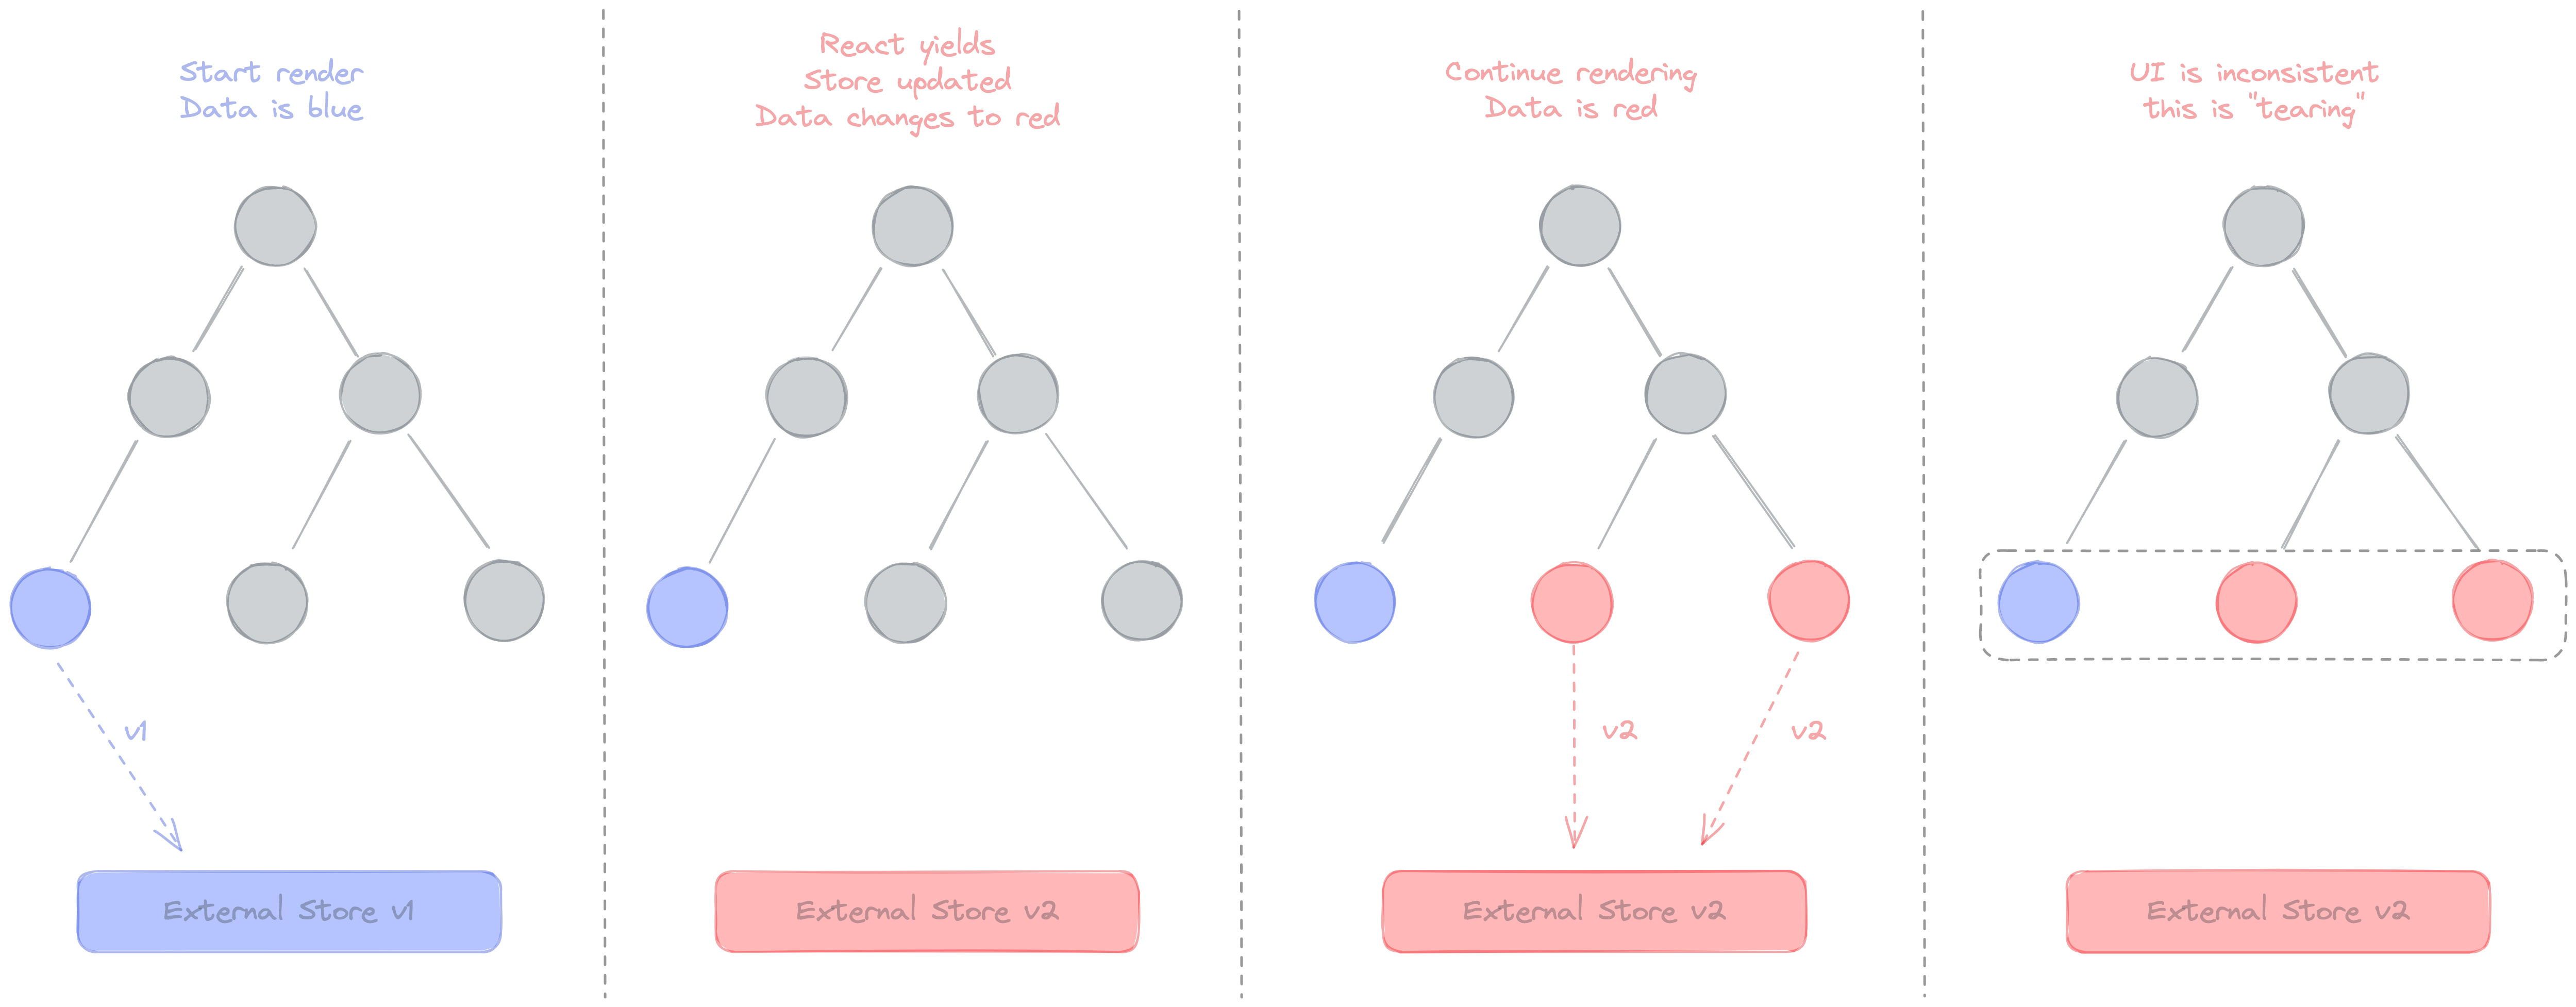 Start render
Data is blue
v1
External Store v1
React yields
Store updated
Data changes to red
External Store v2
Continue rendering
Data is red
v2
v2
External Store v2
UI is inconsistent
this is "tearing"
External Store v2